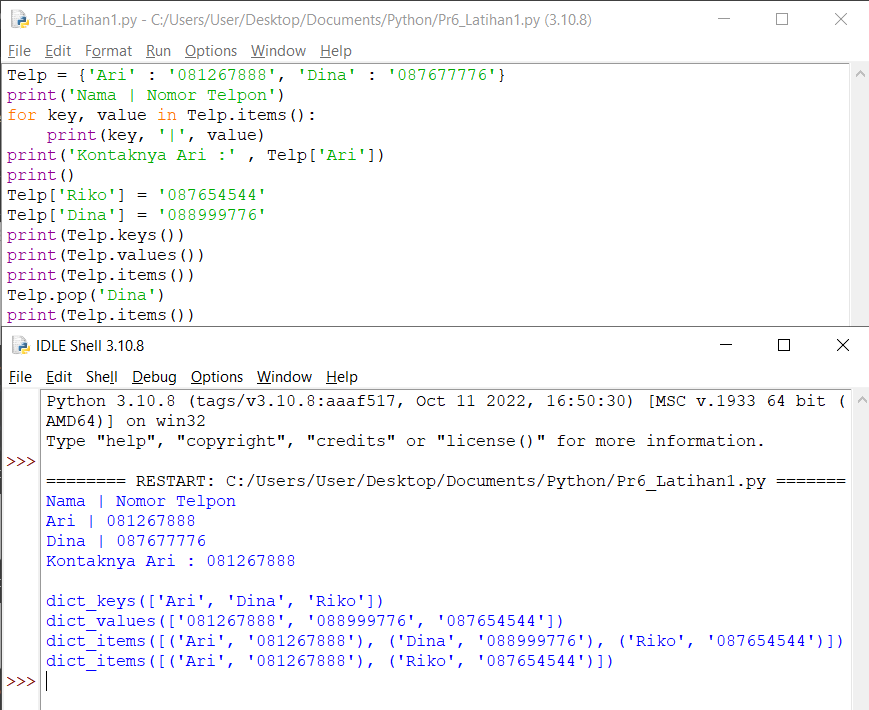 Pr6_Latihan1.py - C:/Users/User/Desktop/Documents/Python/Pr6_Latihan1.py (3.10.8)
File Edit Format Run Options Window Help
Telp = {'Ari' : '081267888', 'Dina' : '087677776'}
print('Nama | Nomor Telpon')
for key, value in Telp.items():
    print(key, '|', value)
print('Kontaknya Ari :' , Telp['Ari'])
print()
Telp['Riko'] = '087654544'
Telp['Dina'] = '088999776'
print(Telp.keys())
print(Telp.values())
print(Telp.items())
Telp.pop('Dina')
print(Telp.items())
IDLE Shell 3.10.8
File Edit Shell Debug Options Window Help
Python 3.10.8 (tags/v3.10.8:aaaf517, Oct 11 2022, 16:50:30) [MSC v.1933 64 bit (
AMD64)] on win32
Type "help", "copyright", "credits" or "license()" for more information.
>>>
======== RESTART: C:/Users/User/Desktop/Documents/Python/Pr6_Latihan1.py =======
Nama | Nomor Telpon
Ari | 081267888
Dina | 087677776
Kontaknya Ari : 081267888
dict_keys(['Ari', 'Dina', 'Riko'])
dict_values(['081267888', '088999776', '087654544'])
dict_items([('Ari', '081267888'), ('Dina', '088999776'), ('Riko', '087654544')])
dict_items([('Ari', '081267888'), ('Riko', '087654544')])
>>>